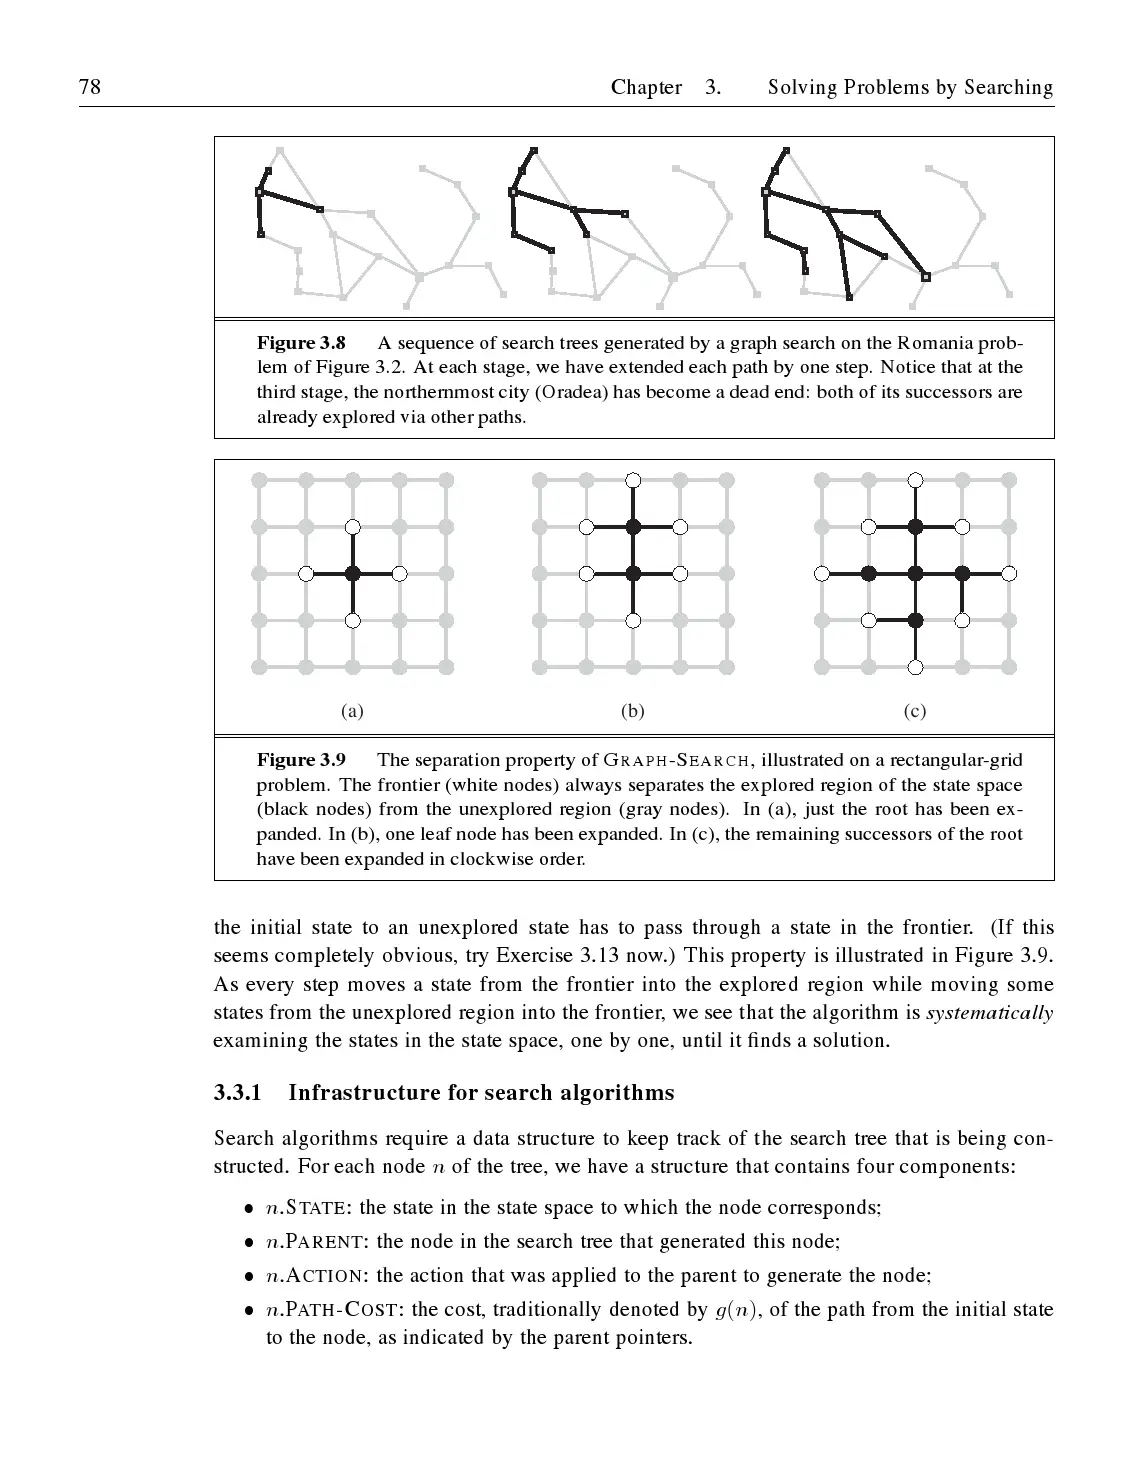 78 Chapter 3. Solving Problems by Searching
Figure 3.8 A sequence of search trees generated by a graph search on the Romania prob-
lem of Figure 3.2. At each stage, we have extended each path by one step. Notice that at the
third stage, the northernmost city (Oradea) has become a dead end: both of its successors are
already explored via other paths.
(a) (b) (c)
Figure 3.9 The separation property of GRAPH-SEARCH, illustrated on a rectangular-grid
problem. The frontier (white nodes) always separates the explored region of the state space
(black nodes) from the unexplored region (gray nodes). In (a), just the root has been ex-
panded. In (b), one leaf node has been expanded. In (c), the remaining successors of the root
have been expanded in clockwise order.
the initial state to an unexplored state has to pass through a state in the frontier. (If this
seems completely obvious, try Exercise 3.13 now.) This property is illustrated in Figure 3.9.
As every step moves a state from the frontier into the explored region while moving some
states from the unexplored region into the frontier, we see that the algorithm is systematically
examining the states in the state space, one by one, until it finds a solution.
3.3.1 Infrastructure for search algorithms
Search algorithms require a data structure to keep track of the search tree that is being con-
structed. For each node n of the tree, we have a structure that contains four components:
• n.STATE: the state in the state space to which the node corresponds;
• n.PARENT: the node in the search tree that generated this node;
• n.ACTION: the action that was applied to the parent to generate the node;
• n.PATH-COST: the cost, traditionally denoted by g(n), of the path from the initial state
to the node, as indicated by the parent pointers.